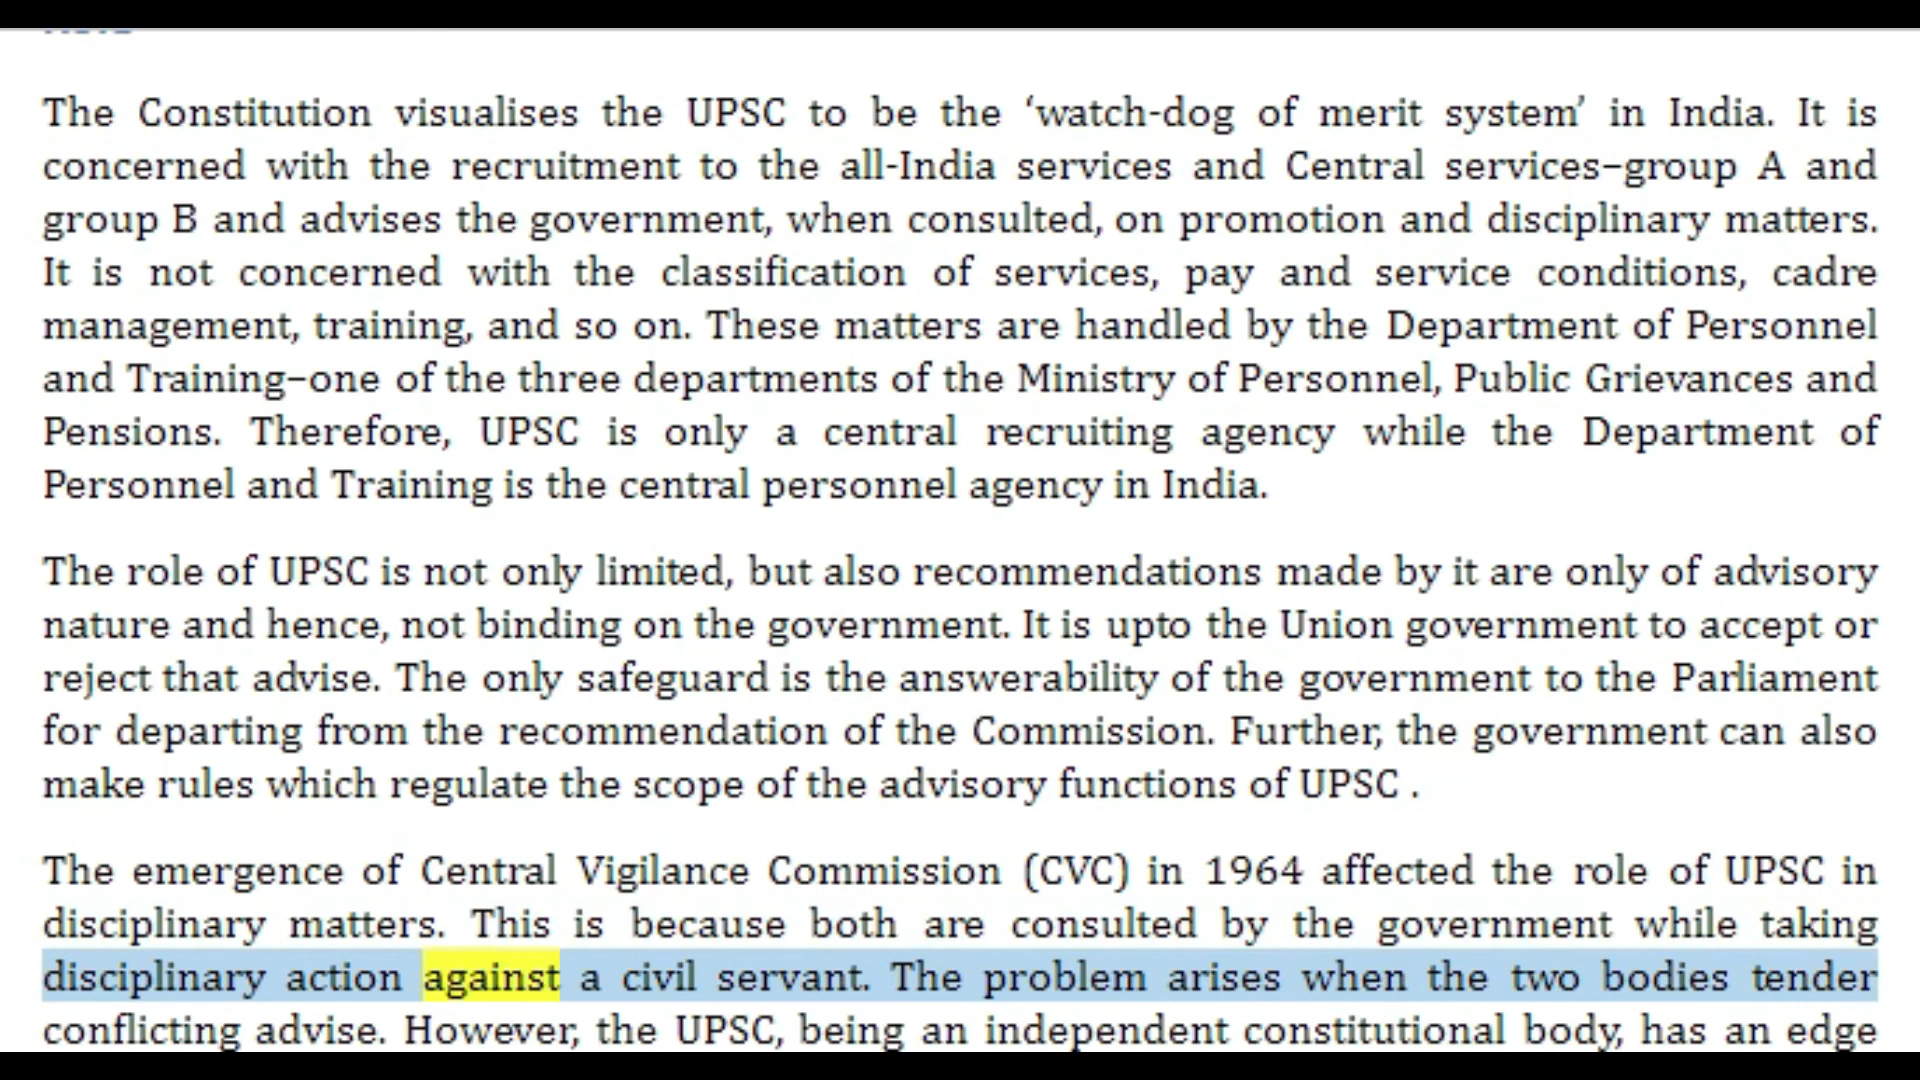 The Constitution visualises the UPSC to be the ‘watch-dog of merit system’ in India. It is
concerned with the recruitment to the all-India services and Central services–group A and
group B and advises the government, when consulted, on promotion and disciplinary matters.
It is not concerned with the classification of services, pay and service conditions, cadre
management, training, and so on. These matters are handled by the Department of Personnel
and Training–one of the three departments of the Ministry of Personnel, Public Grievances and
Pensions. Therefore, UPSC is only a central recruiting agency while the Department of
Personnel and Training is the central personnel agency in India.
The role of UPSC is not only limited, but also recommendations made by it are only of advisory
nature and hence, not binding on the government. It is upto the Union government to accept or
reject that advise. The only safeguard is the answerability of the government to the Parliament
for departing from the recommendation of the Commission. Further, the government can also
make rules which regulate the scope of the advisory functions of UPSC .
The emergence of Central Vigilance Commission (CVC) in 1964 affected the role of UPSC in
disciplinary matters. This is because both are consulted by the government while taking
disciplinary action against a civil servant. The problem arises when the two bodies tender
conflicting advise. However, the UPSC, being an independent constitutional body, has an edge